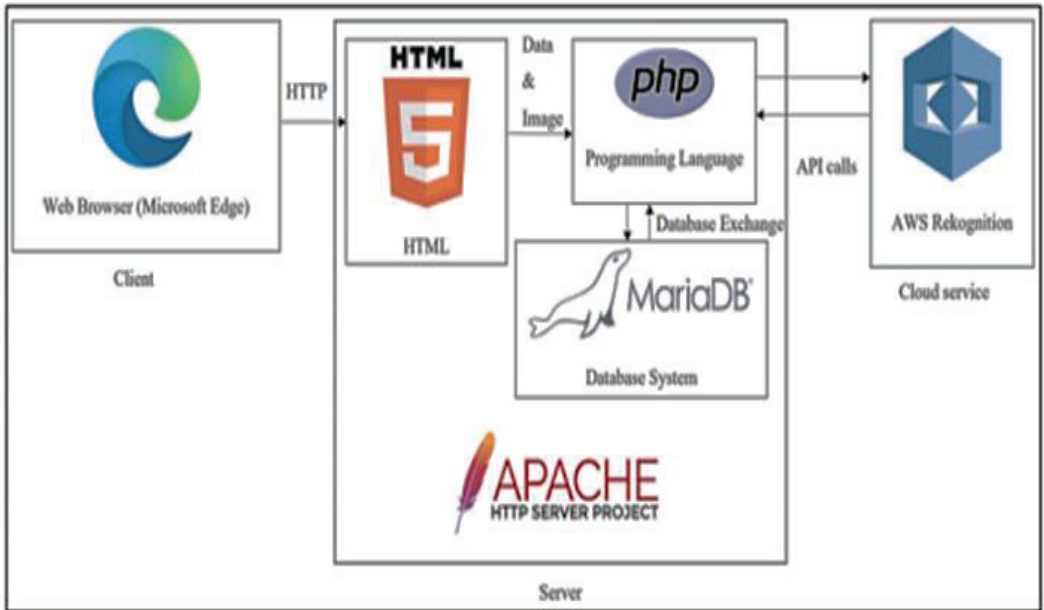 Web Browser (Microsoft Edge)
Client
HTTP
HTML
5
HTML
Data
&
Image
php
Programming Language
Database Exchange
MariaDB
Database System
APACHE
HTTP SERVER PROJECT
Server
API calls
AWS Rekognition
Cloud service